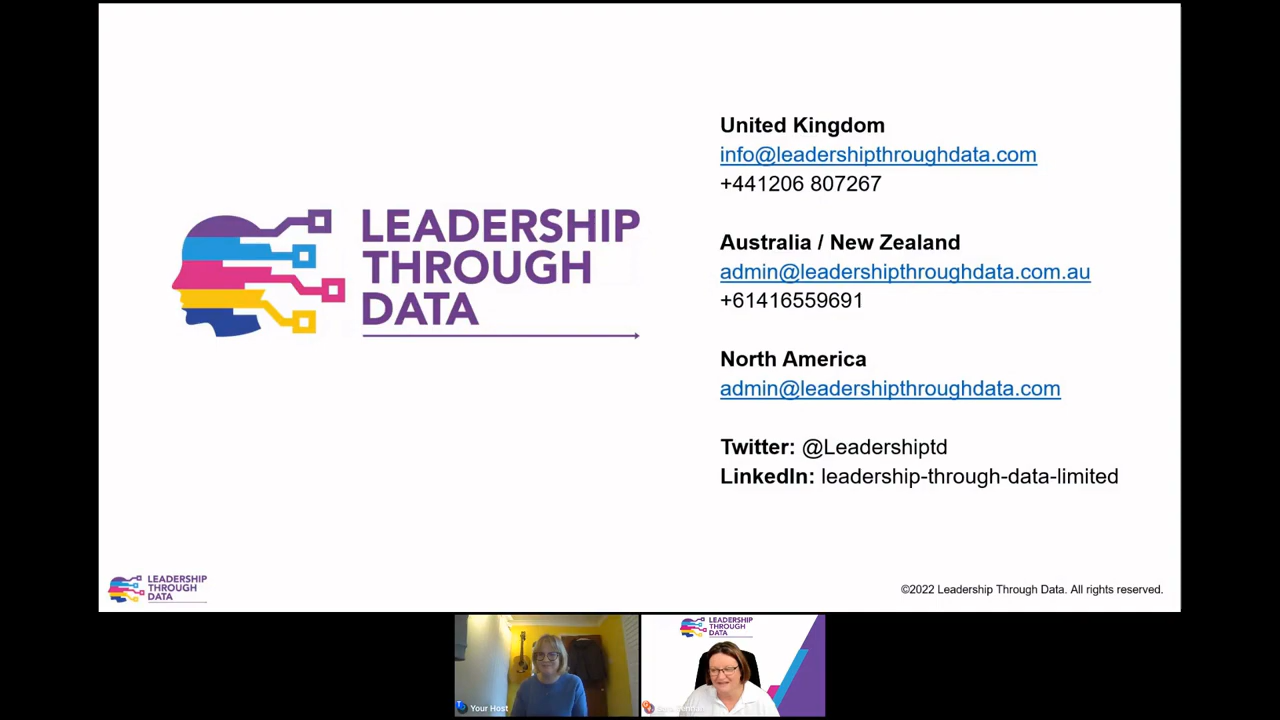 LEADERSHIP
THROUGH
DATA
United Kingdom
info@leadershipthroughdata.com
+441206 807267
Australia / New Zealand
admin@leadershipthroughdata.com.au
+61416559691
North America
admin@leadershipthroughdata.com
Twitter: @Leadershiptd
LinkedIn: leadership-through-data-limited
LEADERSHIP
THROUGH
DATA
©2022 Leadership Through Data. All rights reserved.
LEADERSHIP
THROUGH
DATA
Your Host